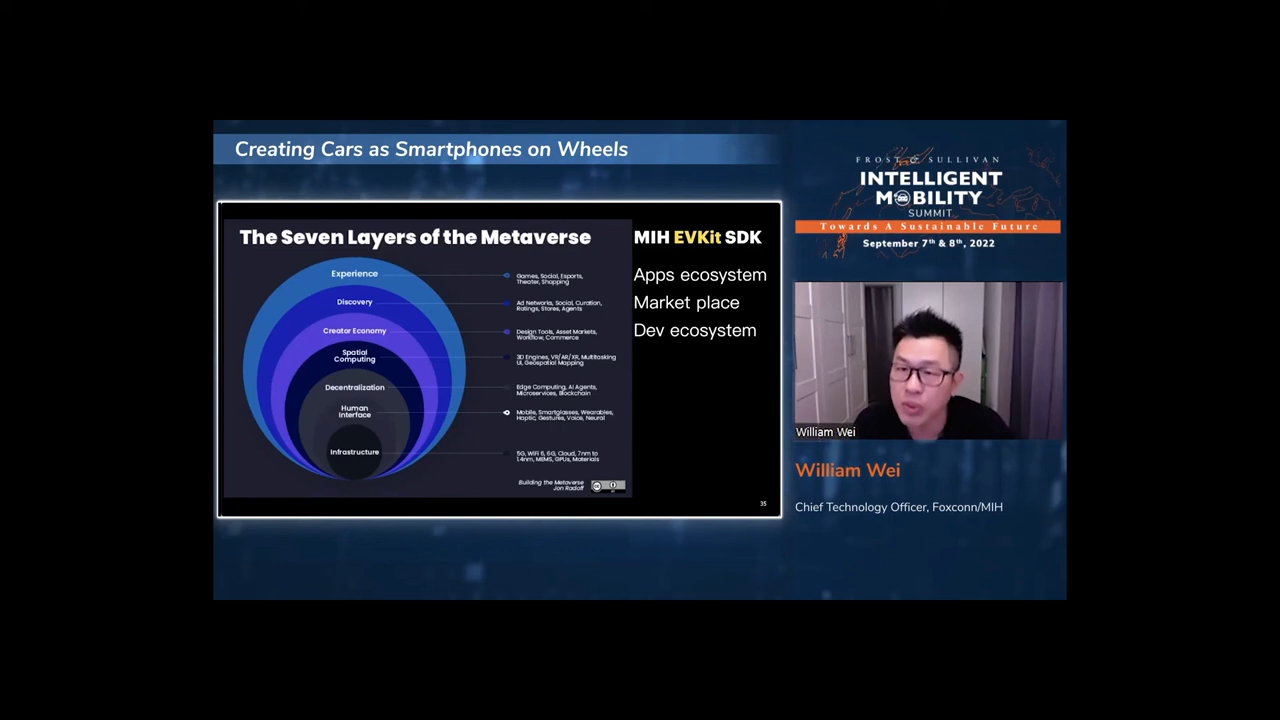 Creating Cars as Smartphones on Wheels
FROST & SULLIVAN
INTELLIGENT
MOBILITY
SUMMIT
Towards A Sustainable Future
September 7th & 8th, 2022
The Seven Layers of the Metaverse
Experience
Games, Social, Esports,
Theater, Shopping
Discovery
Ad Networks, Social, Curation,
Ratings, Stores, Agents
Creator Economy
Design Tools, Asset Markets,
Workflow, Commerce
Spatial
Computing
3D Engines, VR/AR/XR, Multitasking
UI, Geospatial Mapping
Decentralization
Edge Computing, AI Agents,
Microservices, Blockchain
Human
Interface
Mobile, Smartglasses, Wearables,
Haptic, Gestures, Voice, Neural
Infrastructure
5G, WiFi 6, 6G, Cloud, 7nm to
1.4nm, MEMS, GPUs, Materials
Building the Metaverse
Jon Radoff
MIH EVKit SDK
Apps ecosystem
Market place
Dev ecosystem
35
William Wei
William Wei
Chief Technology Officer, Foxconn/MIH